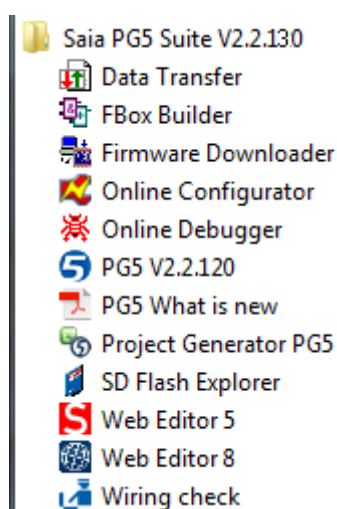 Saia PG5 Suite V2.2.130
Data Transfer
FBox Builder
Firmware Downloader
Online Configurator
Online Debugger
PG5 V2.2.120
PG5 What is new
Project Generator PG5
SD Flash Explorer
Web Editor 5
Web Editor 8
Wiring check